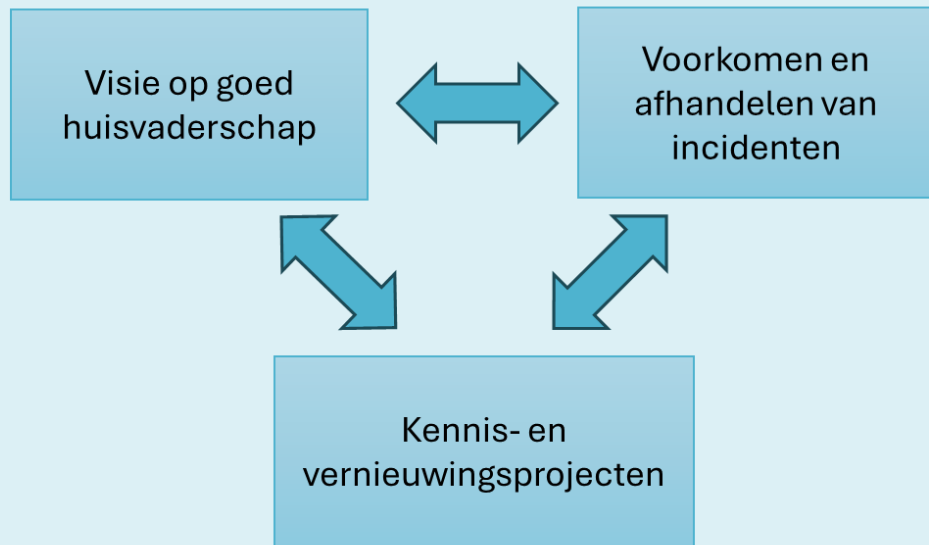 Visie op goed
huisvaderschap
Voorkomen en
afhandelen van
incidenten
Kennis- en
vernieuwingsprojecten